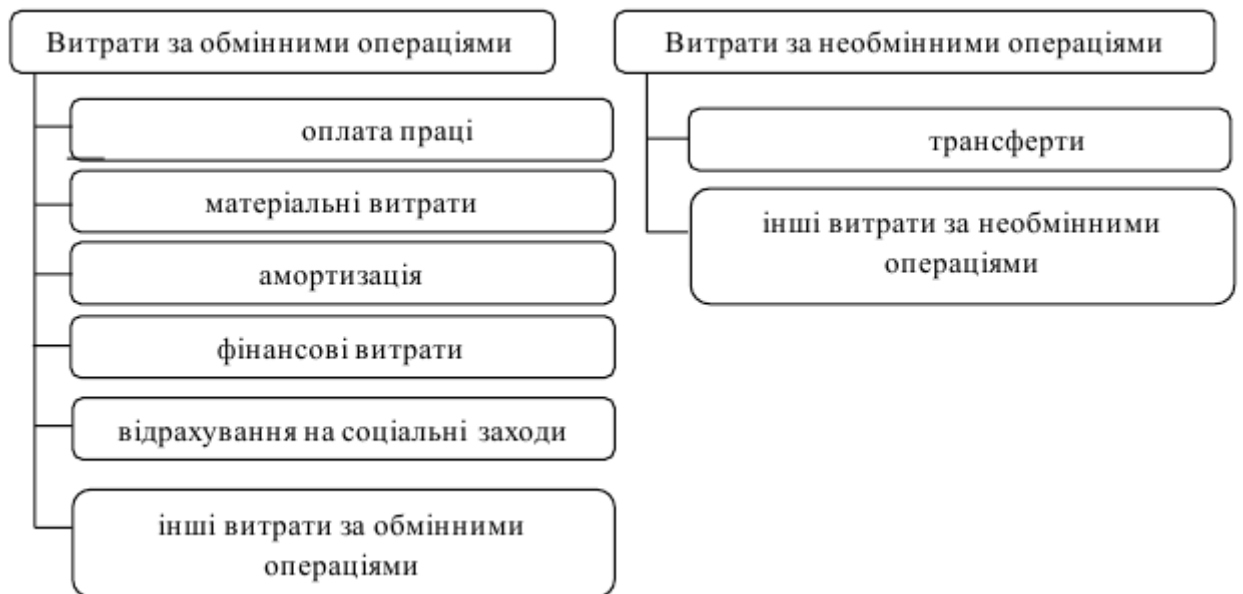 Витрати за обмінними операціями
оплата праці
матеріальні витрати
амортизація
фінансові витрати
відрахування на соціальні заходи
інші витрати за обмінними
операціями
Витрати за необмінними операціями
трансферти
інші витрати за необмінними
операціями